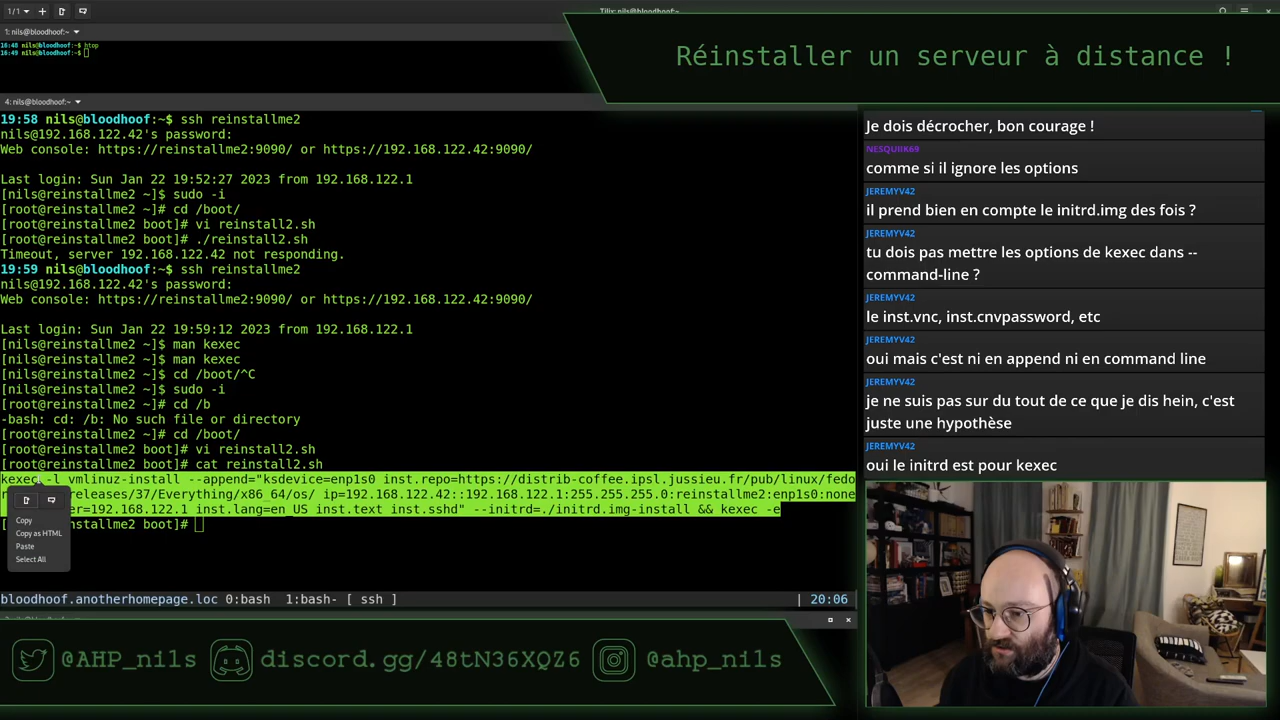 1/1
Tilix: nils@bloodhoof:~
1: nils@bloodhoof:~
16:48 nils@bloodhoof:~$ htop
16:49 nils@bloodhoof:~$
Réinstaller un serveur à distance !
4: nils@bloodhoof:~
19:58 nils@bloodhoof:~$ ssh reinstallme2
nils@192.168.122.42's password:
Web console: https://reinstallme2:9090/ or https://192.168.122.42:9090/
Last login: Sun Jan 22 19:52:27 2023 from 192.168.122.1
[nils@reinstallme2 ~]$ sudo -i
[root@reinstallme2 ~]# cd /boot/
[root@reinstallme2 boot]# vi reinstall2.sh
[root@reinstallme2 boot]# ./reinstall2.sh
Timeout, server 192.168.122.42 not responding.
19:59 nils@bloodhoof:~$ ssh reinstallme2
nils@192.168.122.42's password:
Web console: https://reinstallme2:9090/ or https://192.168.122.42:9090/
Last login: Sun Jan 22 19:59:12 2023 from 192.168.122.1
[nils@reinstallme2 ~]$ man kexec
[nils@reinstallme2 ~]$ man kexec
[nils@reinstallme2 ~]$ cd /boot/^C
[nils@reinstallme2 ~]$ sudo -i
[root@reinstallme2 ~]# cd /b
-bash: cd: /b: No such file or directory
[root@reinstallme2 ~]# cd /boot/
[root@reinstallme2 boot]# vi reinstall2.sh
[root@reinstallme2 boot]# cat reinstall2.sh
kexec -l vmlinuz-install --append="ksdevice=enp1s0 inst.repo=https://distrib-coffee.ipsl.jussieu.fr/pub/linux/fedo
releases/37/Everything/x86_64/os/ ip=192.168.122.42::192.168.122.1:255.255.255.0:reinstallme2:enp1s0:none
er=192.168.122.1 inst.lang=en_US inst.text inst.sshd" --initrd=./initrd.img-install && kexec -e
[ boot]#
Copy
Copy as HTML
Paste
Select All
bloodhoof.anotherhomepage.loc 0:bash 1:bash- [ ssh ] | 20:06
Je dois décrocher, bon courage !
NESQUIIK69
comme si il ignore les options
JEREMYV42
il prend bien en compte le initrd.img des fois ?
JEREMYV42
tu dois pas mettre les options de kexec dans --
command-line ?
JEREMYV42
le inst.vnc, inst.cnvpassword, etc
JEREMYV42
oui mais c'est ni en append ni en command line
JEREMYV42
je ne suis pas sur du tout de ce que je dis hein, c'est
juste une hypothèse
JEREMYV42
oui le initrd est pour kexec
@AHP_nils
discord.gg/48tN36XQZ6
@ahp_nils